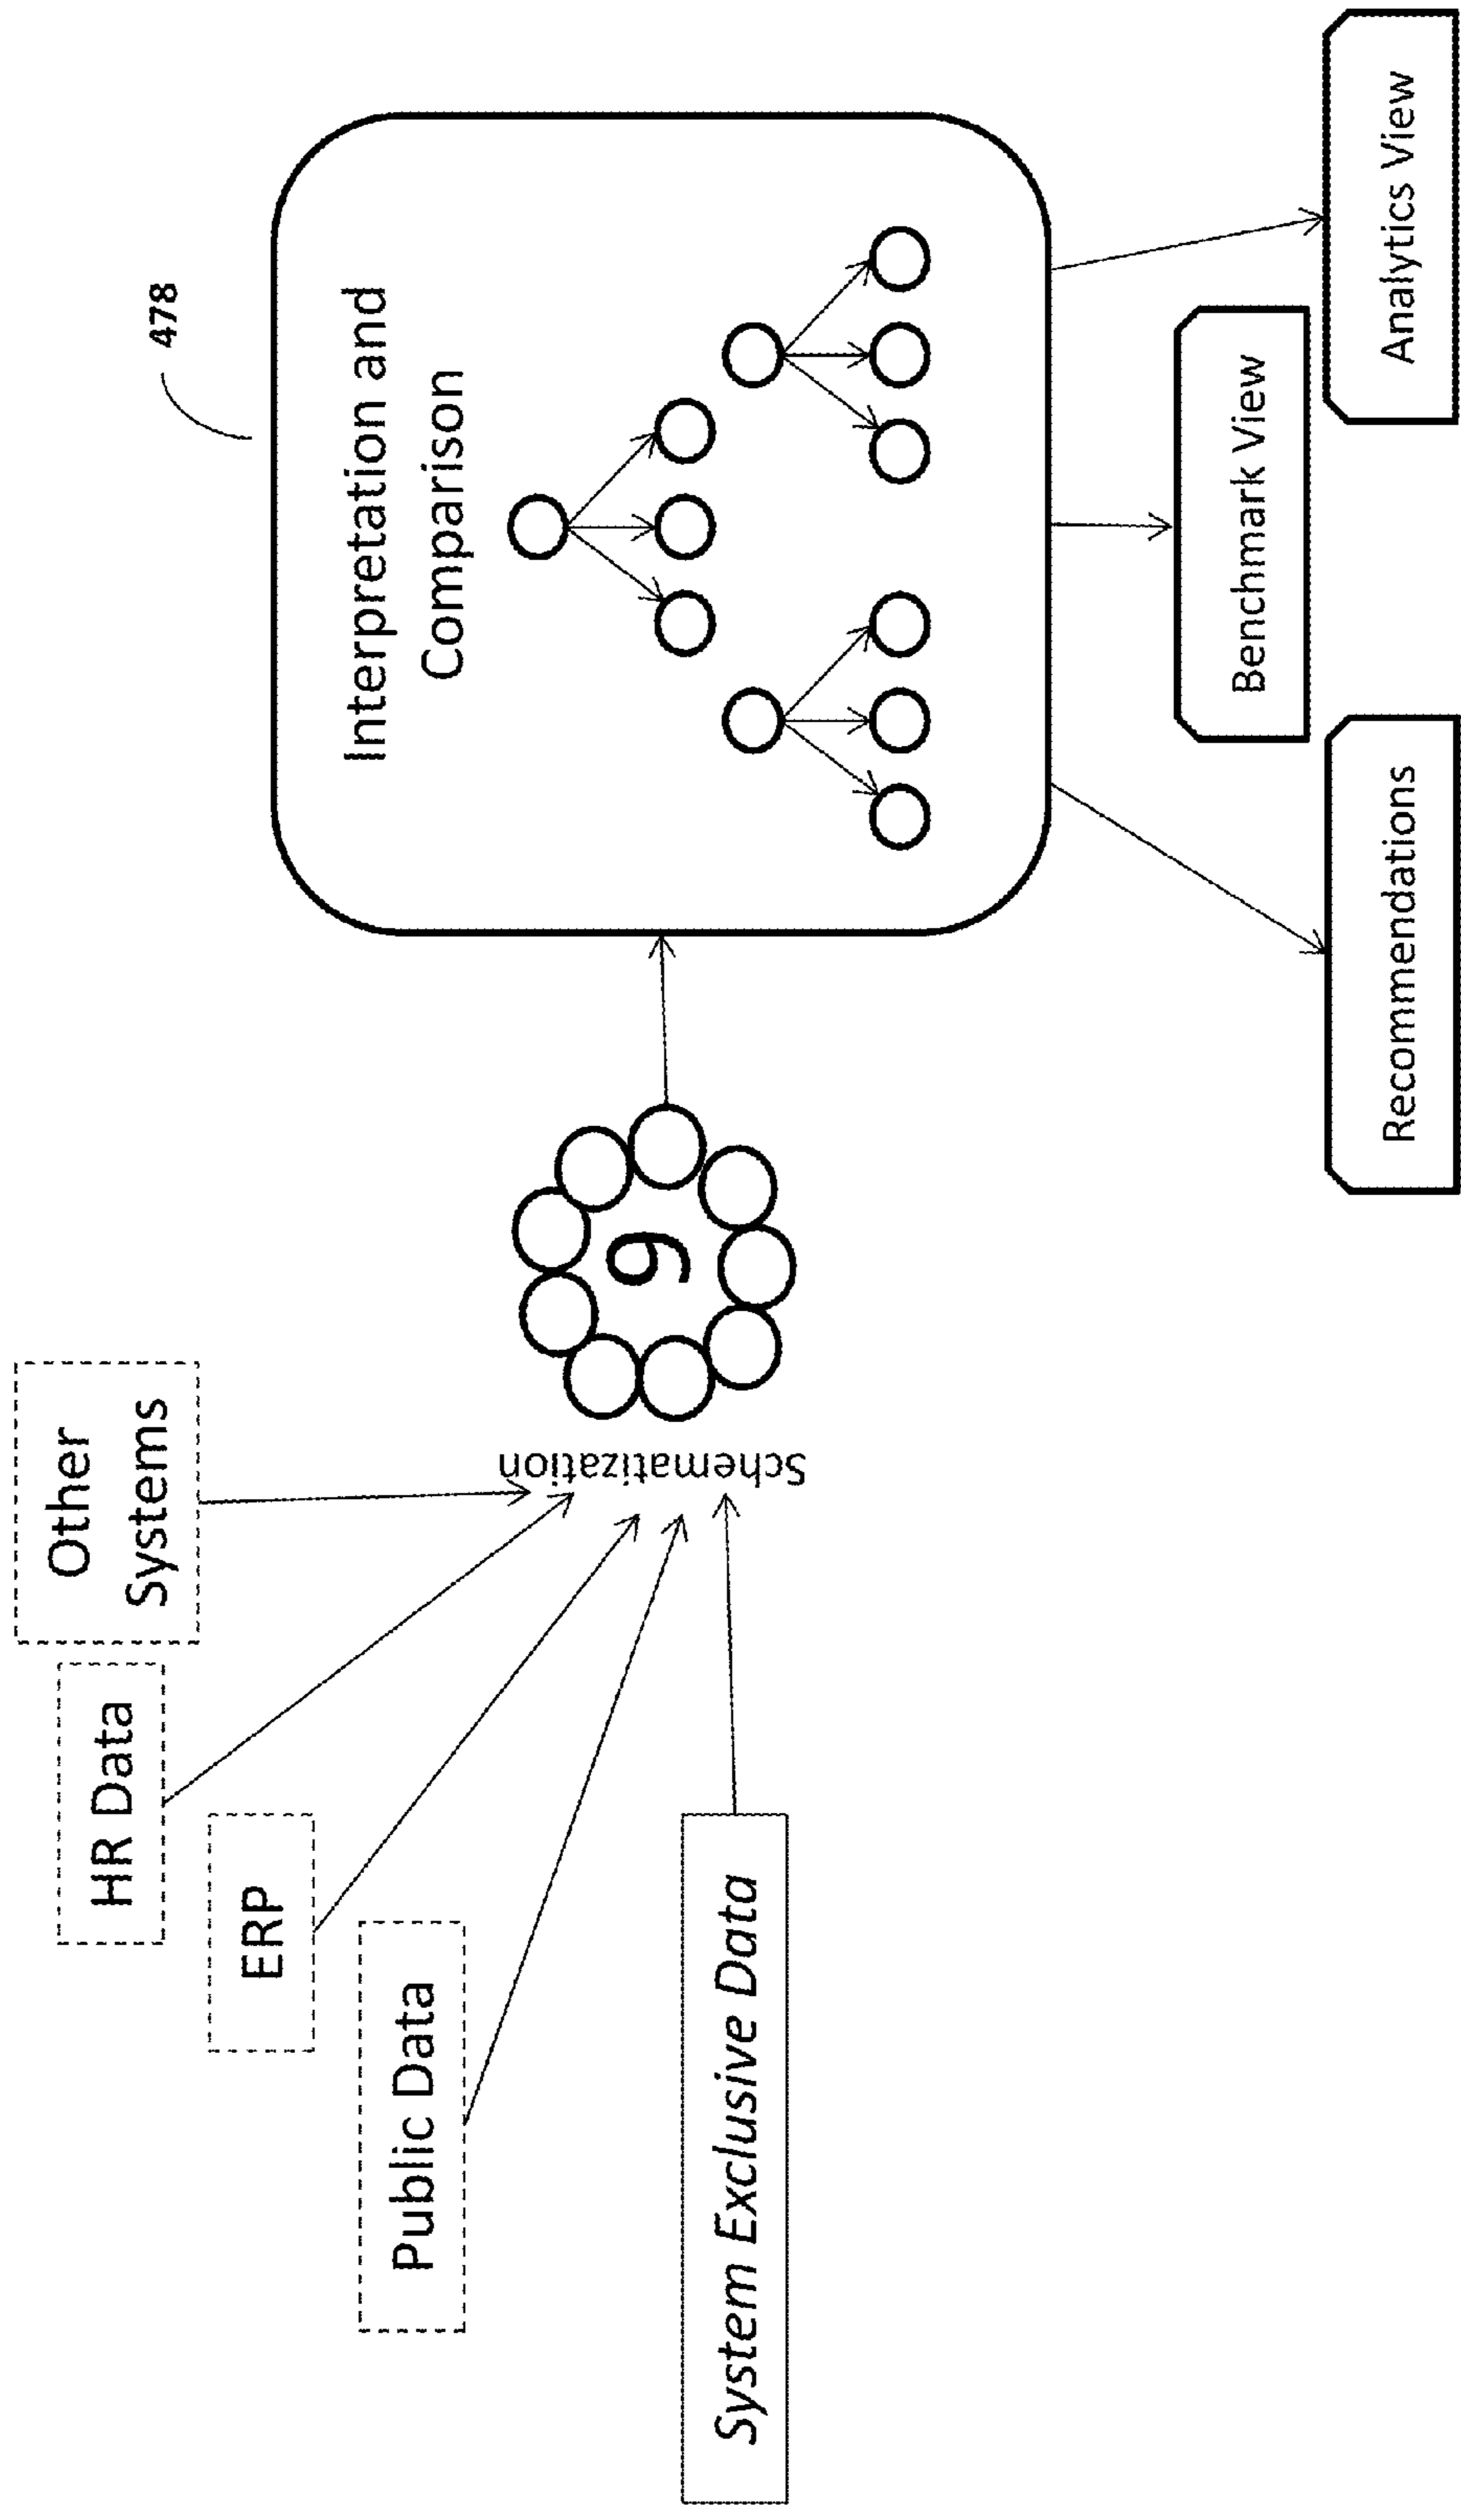 Other
Systems
HR Data
ERP
Public Data
System Exclusive Data
Schematization
9
478
Interpretation and
Comparison
Recommendations
Benchmark View
Analytics View